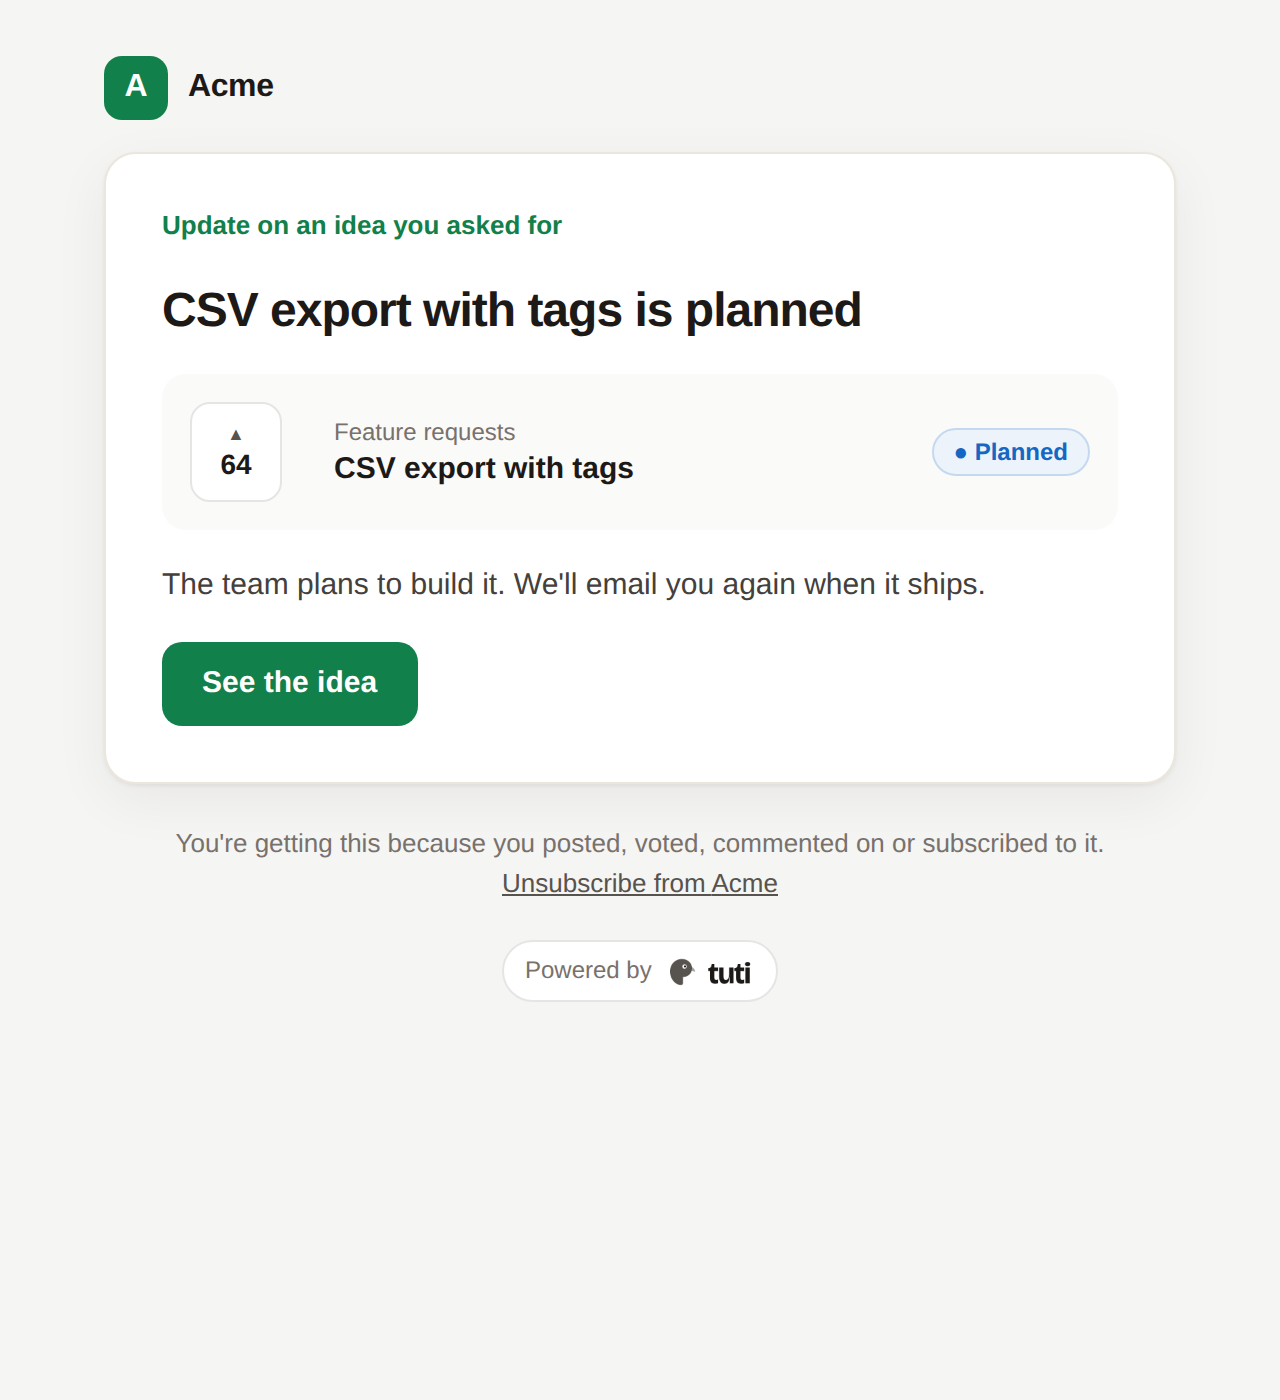 A Acme
Update on an idea you asked for
CSV export with tags is planned
▲
64
Feature requests
CSV export with tags
● Planned
The team plans to build it. We'll email you again when it ships.
See the idea
You're getting this because you posted, voted, commented on or subscribed to it.
Unsubscribe from Acme
Powered by tuti